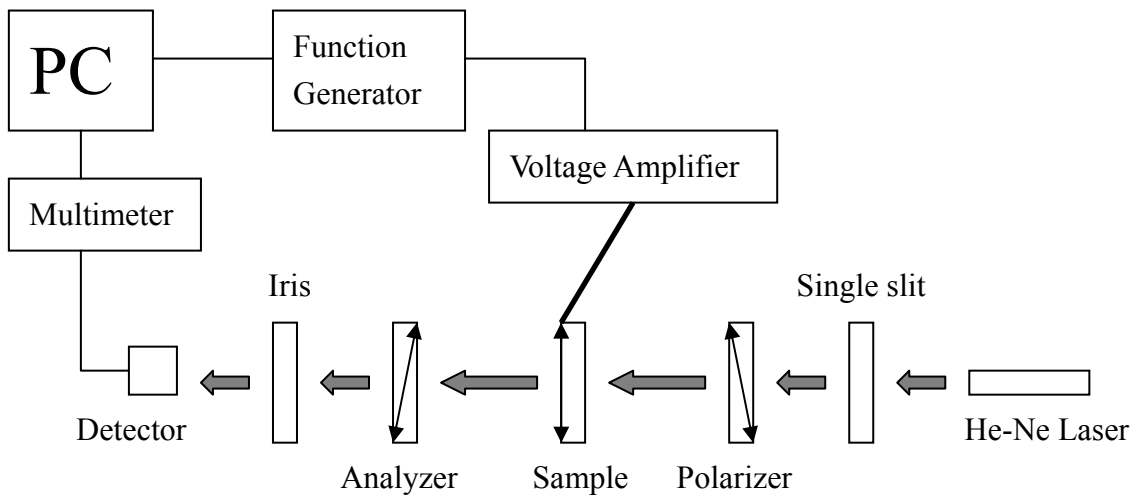 PC
Function
Generator
Voltage Amplifier
Multimeter
Iris
Single slit
Detector
He-Ne Laser
Analyzer
Sample
Polarizer